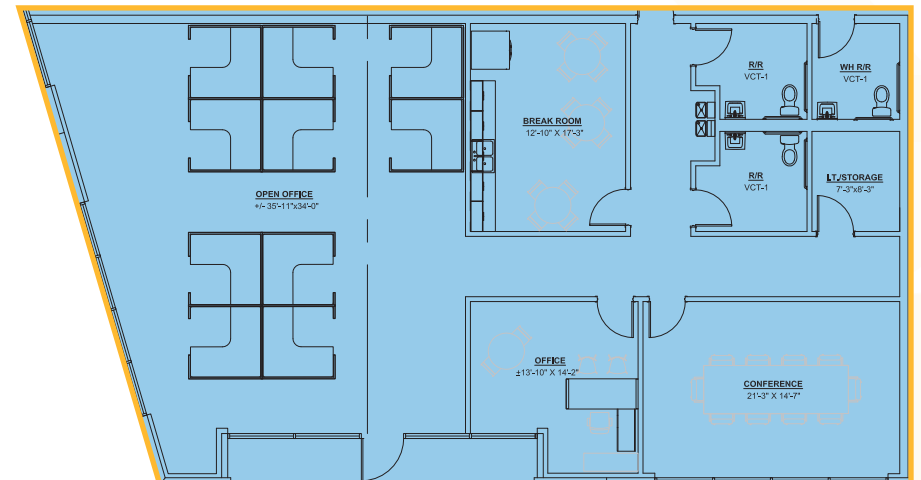 R/R
VCT-1
WH R/R
VCT-1
BREAK ROOM
12'-10" X 17'-3"
OPEN OFFICE
+/- 35'-11"x34'-0"
R/R
VCT-1
I.T./STORAGE
7'-3"x8'-3"
OFFICE
±13'-10" X 14'-2"
CONFERENCE
21'-3" X 14'-7"